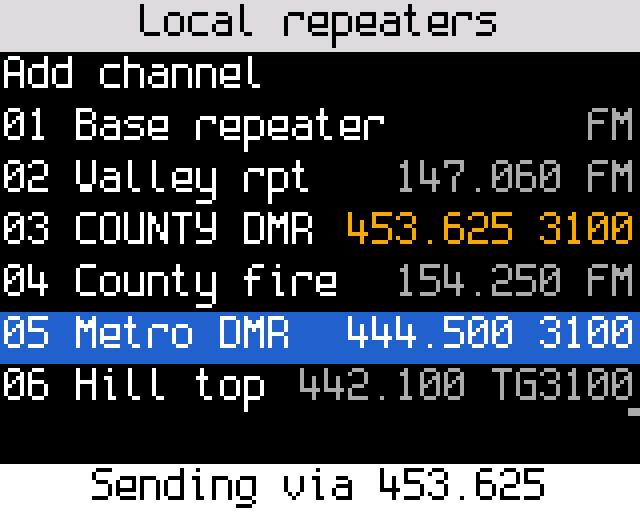 Local repeaters
Add channel
01 Base repeater FM
02 Valley rpt 147.060 FM
03 COUNTY DMR 453.625 3100
04 County fire 154.250 FM
05 Metro DMR 444.500 3100
06 Hill top 442.100 TG3100
Sending via 453.625